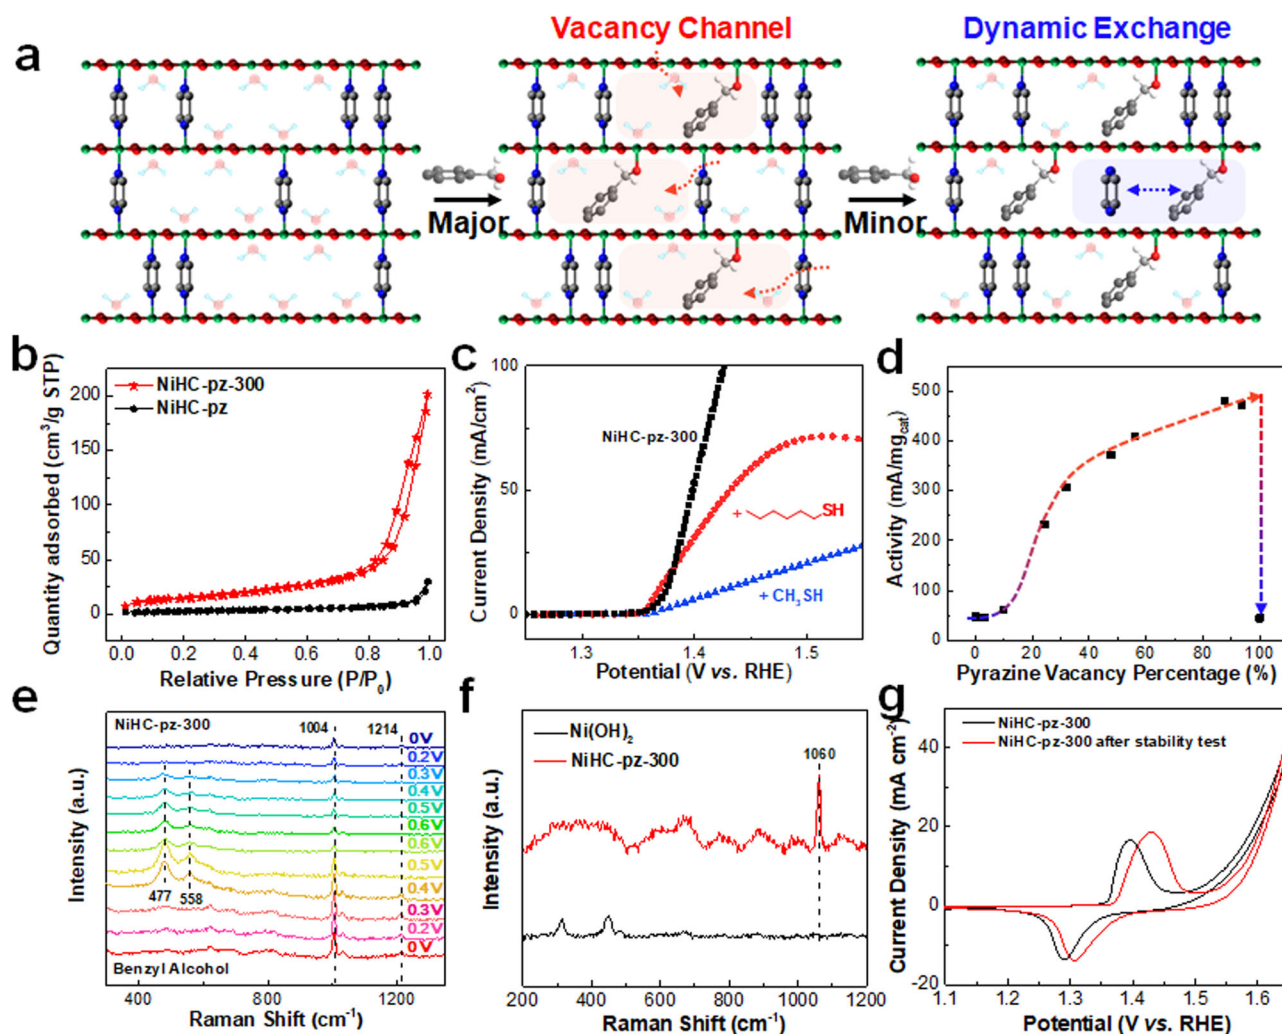 a
Vacancy Channel
Dynamic Exchange
Major
Minor
b
Quantity adsorbed (cm³/g STP)
NiHC-pz-300
NiHC-pz
200
150
100
50
0
0.0 0.2 0.4 0.6 0.8 1.0
Relative Pressure (P/P₀)
c
Current Density (mA/cm²)
100
50
0
NiHC-pz-300
+ SH
+ CH₃SH
1.3 1.4 1.5
Potential (V vs. RHE)
d
Activity (mA/mg_cat)
500
400
300
200
100
0
0 20 40 60 80 100
Pyrazine Vacancy Percentage (%)
e
Intensity (a.u.)
NiHC-pz-300
1004
1214
0V
0.2V
0.3V
0.4V
0.5V
0.6V
0.6V
0.5V
0.4V
477
558
0.3V
0.2V
0V
Benzyl Alcohol
400 800 1200
Raman Shift (cm⁻¹)
f
Intensity (a.u.)
Ni(OH)₂
NiHC-pz-300
1060
200 400 600 800 1000 1200
Raman Shift (cm⁻¹)
g
Current Density (mA cm⁻²)
NiHC-pz-300
NiHC-pz-300 after stability test
40
20
0
-20
1.1 1.2 1.3 1.4 1.5 1.6
Potential (V vs. RHE)